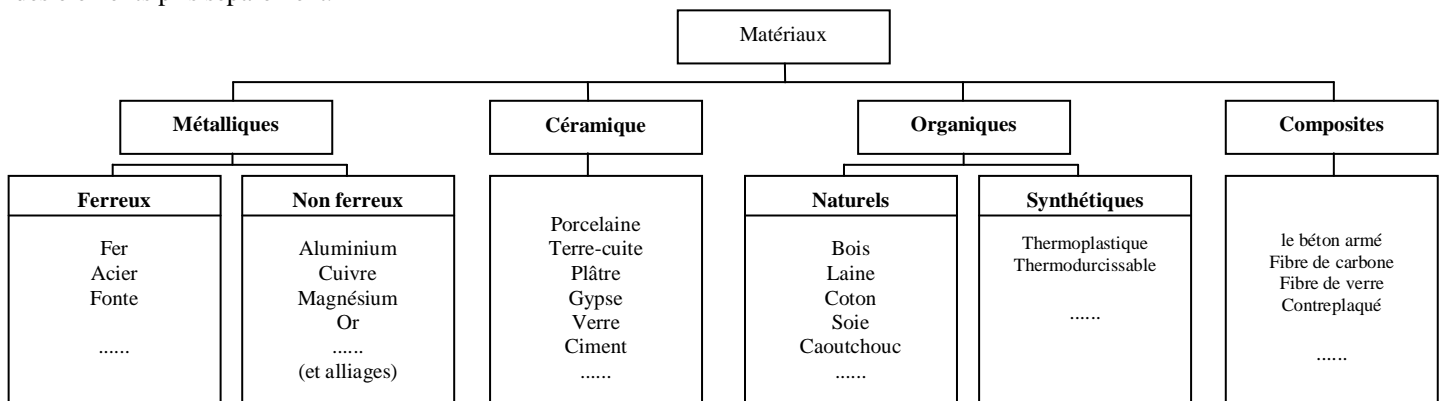 Matériaux
Métalliques
Céramique
Organiques
Composites
Ferreux
Fer
Acier
Fonte
......
Non ferreux
Aluminium
Cuivre
Magnésium
Or
......
(et alliages)
Porcelaine
Terre-cuite
Plâtre
Gypse
Verre
Ciment
......
Naturels
Bois
Laine
Coton
Soie
Caoutchouc
......
Synthétiques
Thermoplastique
Thermodurcissable
......
le béton armé
Fibre de carbone
Fibre de verre
Contreplaqué
......